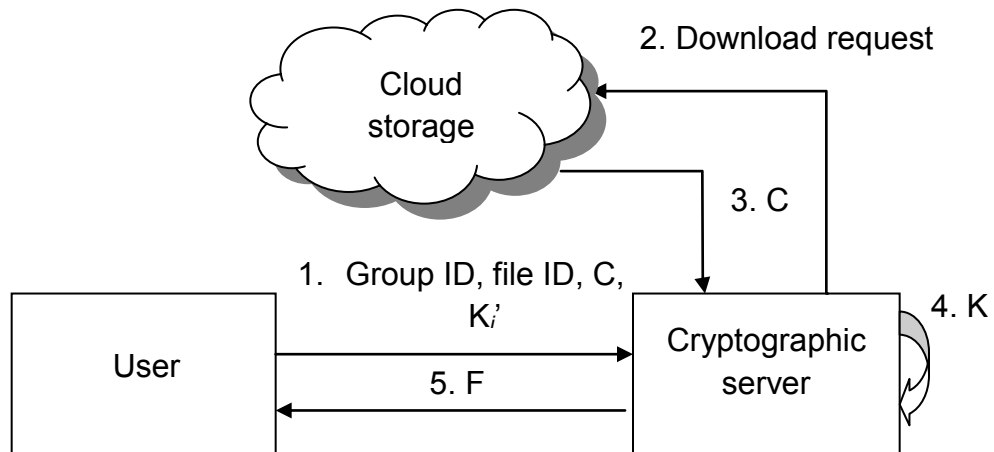 2. Download request
Cloud
storage
3. C
1. Group ID, file ID, C,
Kᵢ’
4. K
User
Cryptographic
server
5. F